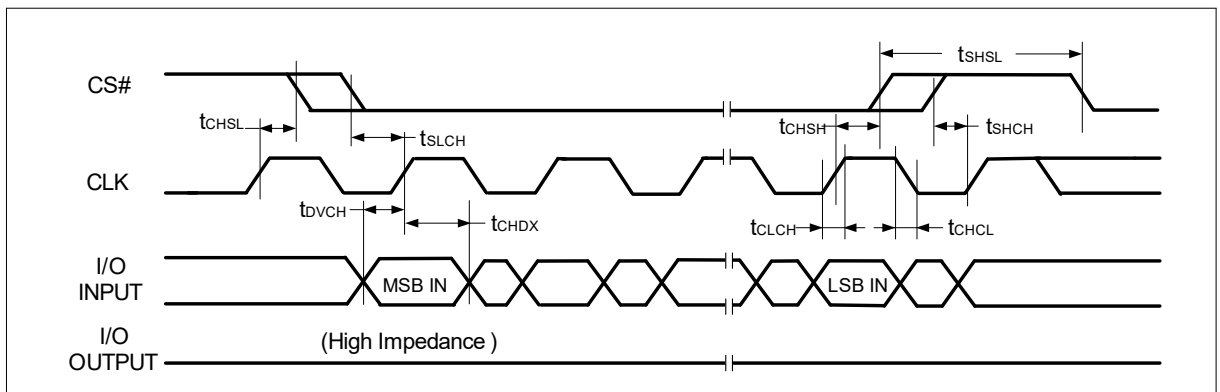 tSHSL
CS#
tCHSL
tSLCH
tCHSH
tSHCH
CLK
tDVCH
tCHDX
tCLCH
tCHCL
I/O
INPUT
MSB IN
LSB IN
I/O
OUTPUT
(High Impedance )